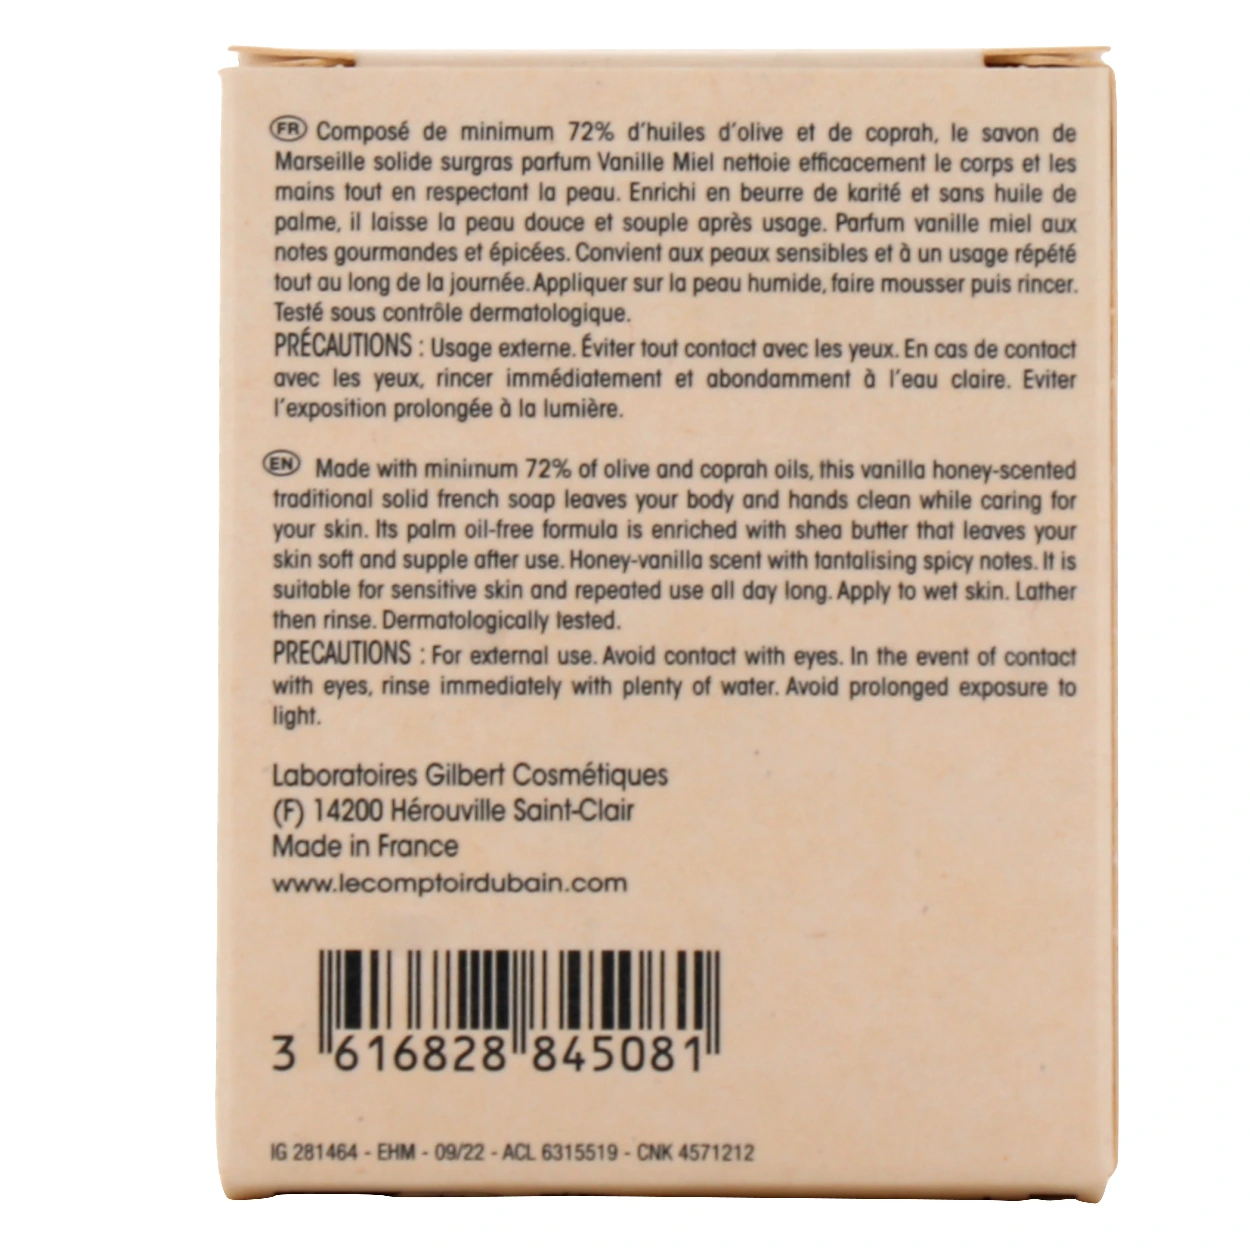 FR Composé de minimum 72% d'huiles d'olive et de coprah, le savon de
Marseille solide surgras parfum Vanille Miel nettoie efficacement le corps et les
mains tout en respectant la peau. Enrichi en beurre de karité et sans huile de
palme, il laisse la peau douce et souple après usage. Parfum vanille miel aux
notes gourmandes et épicées. Convient aux peaux sensibles et à un usage répété
tout au long de la journée. Appliquer sur la peau humide, faire mousser puis rincer.
Testé sous contrôle dermatologique.
PRÉCAUTIONS : Usage externe. Éviter tout contact avec les yeux. En cas de contact
avec les yeux, rincer immédiatement et abondamment à l'eau claire. Eviter
l'exposition prolongée à la lumière.
EN Made with minimum 72% of olive and coprah oils, this vanilla honey-scented
traditional solid french soap leaves your body and hands clean while caring for
your skin. Its palm oil-free formula is enriched with shea butter that leaves your
skin soft and supple after use. Honey-vanilla scent with tantalising spicy notes. It is
suitable for sensitive skin and repeated use all day long. Apply to wet skin. Lather
then rinse. Dermatologically tested.
PRECAUTIONS : For external use. Avoid contact with eyes. In the event of contact
with eyes, rinse immediately with plenty of water. Avoid prolonged exposure to
light.
Laboratoires Gilbert Cosmétiques
(F) 14200 Hérouville Saint-Clair
Made in France
www.lecomptoirdubain.com
3 616828 845081
IG 281464 - EHM - 09/22 - ACL 6315519 - CNK 4571212